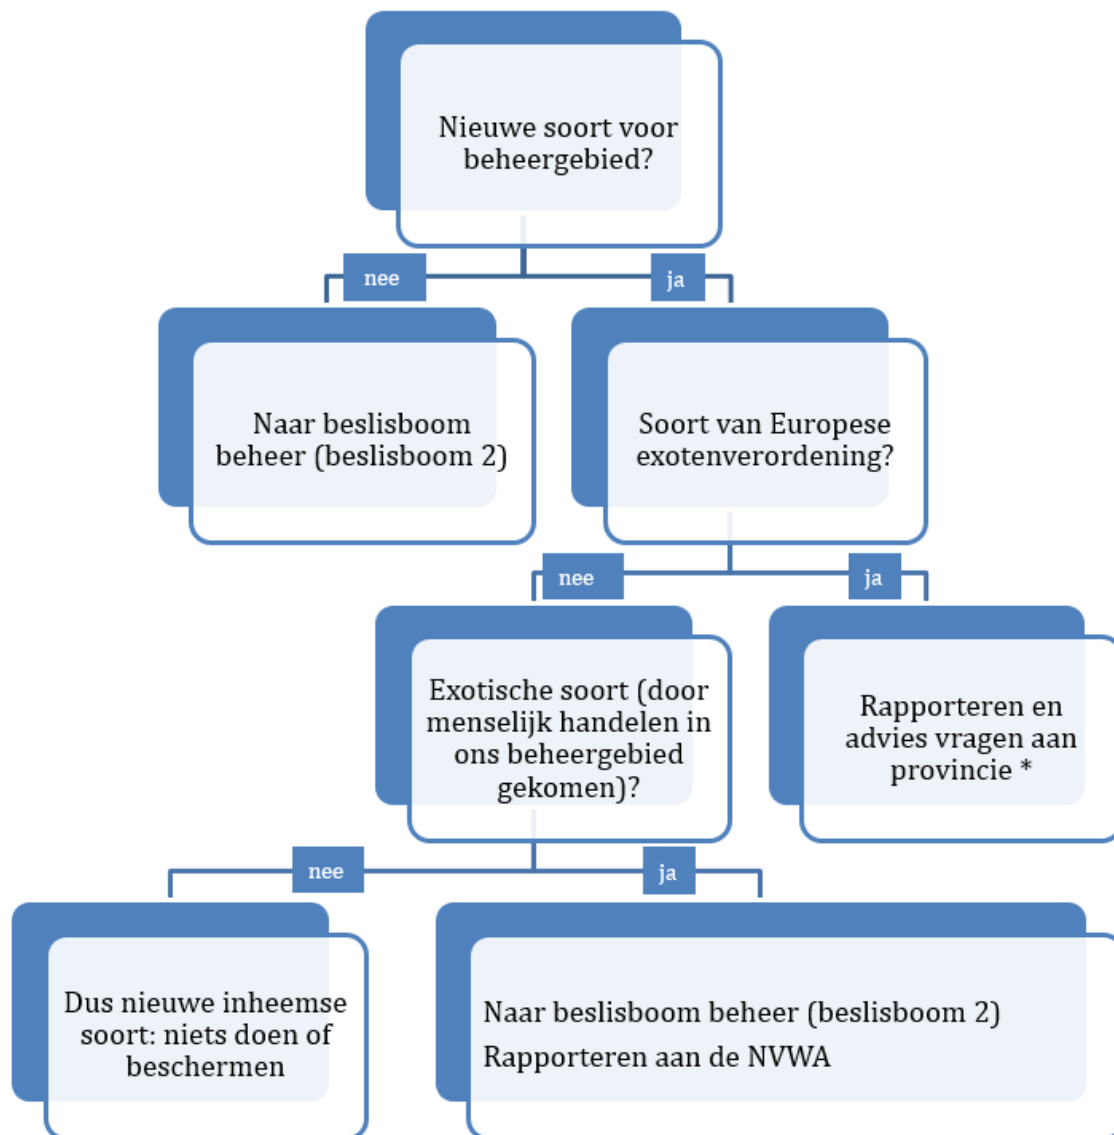 Nieuwe soort voor
beheergebied?
nee
ja
Naar beslisboom
beheer (beslisboom 2)
Soort van Europese
exotenverordening?
nee
ja
Exotische soort (door
menselijk handelen in
ons beheergebied
gekomen)?
Rapporteren en
advies vragen aan
provincie *
nee
ja
Dus nieuwe inheemse
soort: niets doen of
beschermen
Naar beslisboom beheer (beslisboom 2)
Rapporteren aan de NVWA